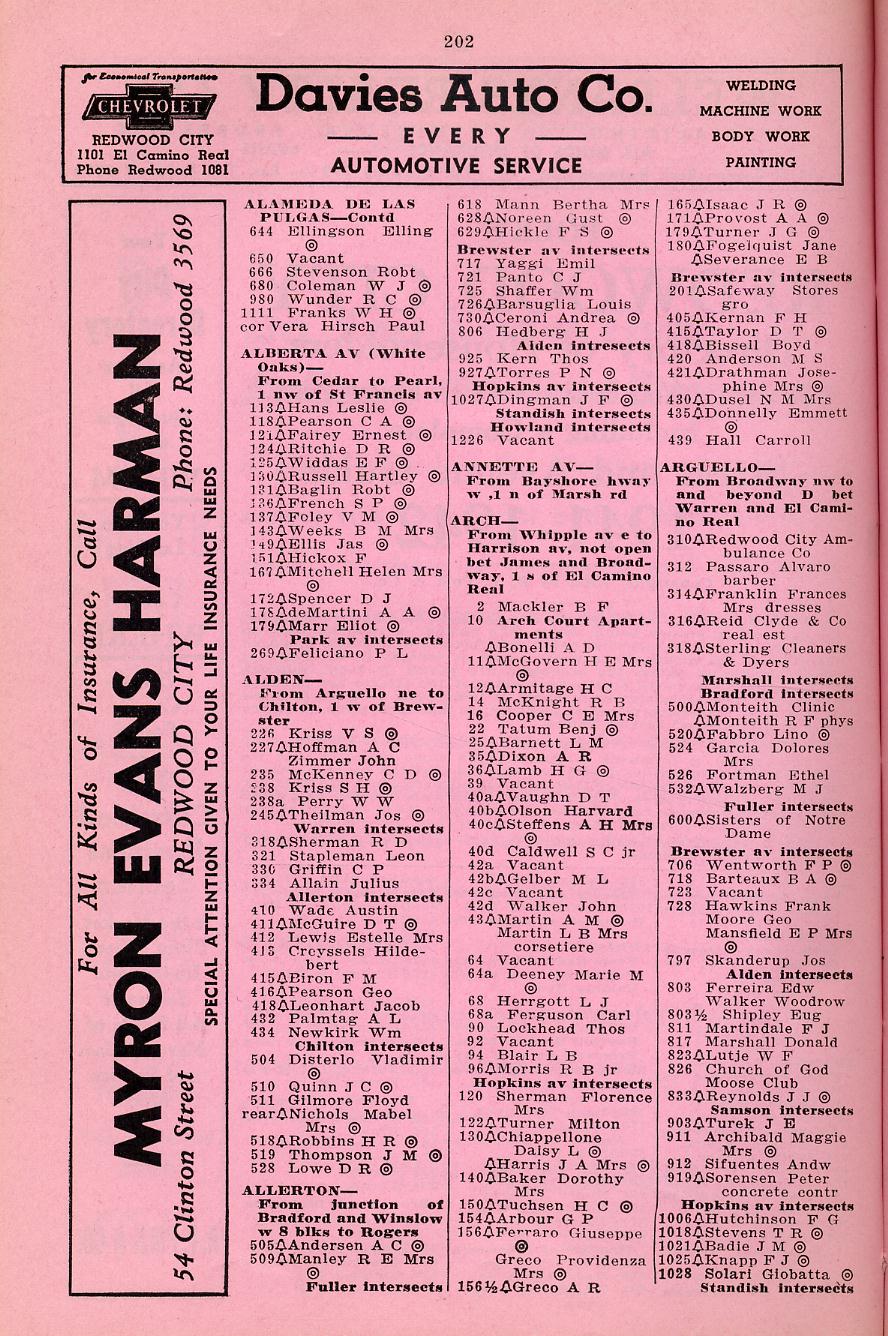 202
for Economical Transportation
CHEVROLET
REDWOOD CITY
1101 El Camino Real
Phone Redwood 1081
Davies Auto Co.
EVERY
AUTOMOTIVE SERVICE
WELDING
MACHINE WORK
BODY WORK
PAINTING
For All Kinds of Insurance, Call
MYRON EVANS HARMAN
54 Clinton Street REDWOOD CITY Phone: Redwood 3569
SPECIAL ATTENTION GIVEN TO YOUR LIFE INSURANCE NEEDS
ALAMEDA DE LAS
PULGAS—Contd
644 Ellingson Elling
◎
650 Vacant
666 Stevenson Robt
680 Coleman W J ◎
980 Wunder R C ◎
1111 Franks W H ◎
cor Vera Hirsch Paul
ALBERTA AV (White
Oaks)—
From Cedar to Pearl,
1 nw of St Francis av
113△Hans Leslie ◎
118△Pearson C A ◎
121△Fairey Ernest ◎
124△Ritchie D R ◎
125△Widdas E F ◎
130△Russell Hartley ◎
131△Baglin Robt ◎
136△French S P ◎
137△Foley V M ◎
143△Weeks B M Mrs
149△Ellis Jas ◎
151△Hickox F
167△Mitchell Helen Mrs
◎
172△Spencer D J
178△deMartini A A ◎
179△Marr Eliot ◎
Park av intersects
269△Feliciano P L
ALDEN—
From Arguello ne to
Chilton, 1 w of Brew-
ster
226 Kriss V S ◎
227△Hoffman A C
Zimmer John
235 McKenney C D ◎
238 Kriss S H ◎
238a Perry W W
245△Theilman Jos ◎
Warren intersects
318△Sherman R D
321 Stapleman Leon
330 Griffin C P
334 Allain Julius
Allerton intersects
410 Wade Austin
411△McGuire D T ◎
412 Lewis Estelle Mrs
413 Creyssels Hilde-
bert
415△Biron F M
416△Pearson Geo
418△Leonhart Jacob
432 Palmtag A L
434 Newkirk Wm
Chilton intersects
504 Disterlo Vladimir
◎
510 Quinn J C ◎
511 Gilmore Floyd
rear△Nichols Mabel
Mrs ◎
518△Robbins H R ◎
519 Thompson J M ◎
528 Lowe D R ◎
ALLERTON—
From junction of
Bradford and Winslow
w 8 blks to Rogers
505△Andersen A C ◎
509△Manley R E Mrs
◎
Fuller intersects
618 Mann Bertha Mrs
628△Noreen Gust ◎
629△Hickle F S ◎
Brewster av intersects
717 Yaggi Emil
721 Panto C J
725 Shaffer Wm
726△Barsuglia Louis
730△Ceroni Andrea ◎
806 Hedberg H J
Alden intresects
925 Kern Thos
927△Torres P N ◎
Hopkins av intersects
1027△Dingman J F ◎
Standish intersects
Howland intersects
1226 Vacant
ANNETTE AV—
From Bayshore hway
w ,1 n of Marsh rd
ARCH—
From Whipple av e to
Harrison av, not open
bet James and Broad-
way, 1 s of El Camino
Real
2 Mackler B F
10 Arch Court Apart-
ments
△Bonelli A D
11△McGovern H E Mrs
◎
12△Armitage H C
14 McKnight R B
16 Cooper C E Mrs
22 Tatum Benj ◎
25△Barnett L M
35△Dixon A R
36△Lamb H G ◎
39 Vacant
40a△Vaughn D T
40b△Olson Harvard
40c△Steffens A H Mrs
◎
40d Caldwell S C jr
42a Vacant
42b△Gelber M L
42c Vacant
42d Walker John
43△Martin A M ◎
Martin L B Mrs
corsetiere
64 Vacant
64a Deeney Marie M
◎
68 Herrgott L J
68a Ferguson Carl
90 Lockhead Thos
92 Vacant
94 Blair L B
96△Morris R B jr
Hopkins av intersects
120 Sherman Florence
Mrs
122△Turner Milton
130△Chiappellone
Daisy L ◎
△Harris J A Mrs ◎
140△Baker Dorothy
Mrs
150△Tuchsen H C ◎
154△Arbour G P
156△Ferraro Giuseppe
◎
Greco Providenza
Mrs ◎
156½△Greco A R
165△Isaac J R ◎
171△Provost A A ◎
179△Turner J G ◎
180△Fogelquist Jane
△Severance E B
Brewster av intersects
201△Safeway Stores
gro
405△Kernan F H
415△Taylor D T ◎
418△Bissell Boyd
420 Anderson M S
421△Drathman Jose-
phine Mrs ◎
430△Dusel N M Mrs
435△Donnelly Emmett
◎
439 Hall Carroll
ARGUELLO—
From Broadway nw to
and beyond D bet
Warren and El Cami-
no Real
310△Redwood City Am-
bulance Co
312 Passaro Alvaro
barber
314△Franklin Frances
Mrs dresses
316△Reid Clyde & Co
real est
318△Sterling Cleaners
& Dyers
Marshall intersects
Bradford intersects
500△Monteith Clinic
△Monteith R F phys
520△Fabbro Lino ◎
524 Garcia Dolores
Mrs
526 Fortman Ethel
532△Walzberg M J
Fuller intersects
600△Sisters of Notre
Dame
Brewster av intersects
706 Wentworth F P ◎
718 Barteaux B A ◎
723 Vacant
728 Hawkins Frank
Moore Geo
Mansfield E P Mrs
◎
797 Skanderup Jos
Alden intersects
803 Ferreira Edw
Walker Woodrow
803½ Shipley Eug
811 Martindale F J
817 Marshall Donald
823△Lutje W F
826 Church of God
Moose Club
833△Reynolds J J ◎
Samson intersects
903△Turek J E
911 Archibald Maggie
Mrs ◎
912 Sifuentes Andw
919△Sorensen Peter
concrete contr
Hopkins av intersects
1006△Hutchinson F G
1018△Stevens T R ◎
1021△Badie J M ◎
1025△Knapp F J ◎
1028 Solari Giobatta ◎
Standish intersects